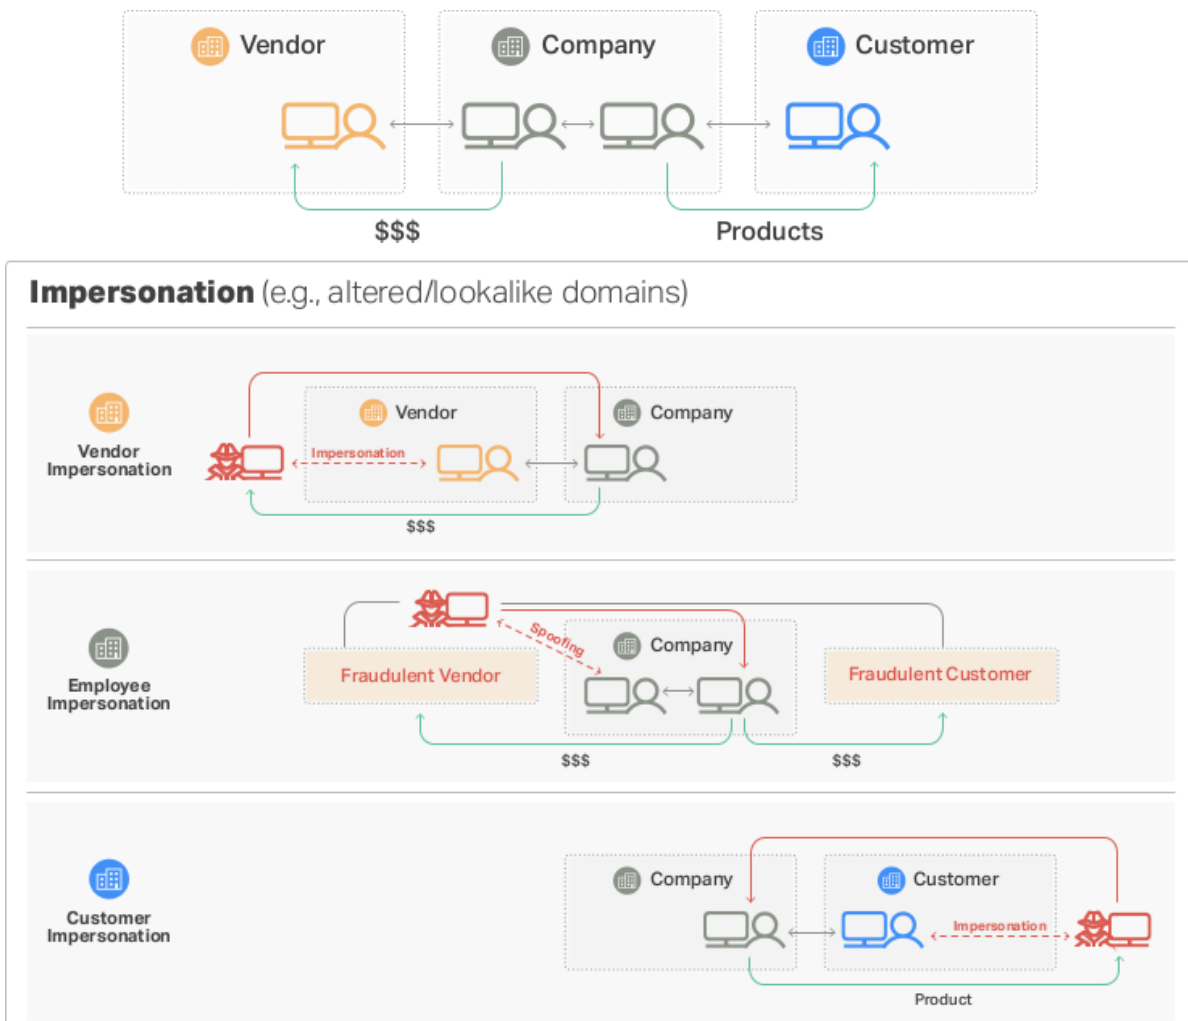 Vendor
Company
Customer
$$$
Products
Impersonation (e.g., altered/lookalike domains)
Vendor
Impersonation
Vendor
Company
Impersonation
$$$
Employee
Impersonation
Spoofing
Company
Fraudulent Vendor
Fraudulent Customer
$$$
$$$
Customer
Impersonation
Company
Customer
Impersonation
Product